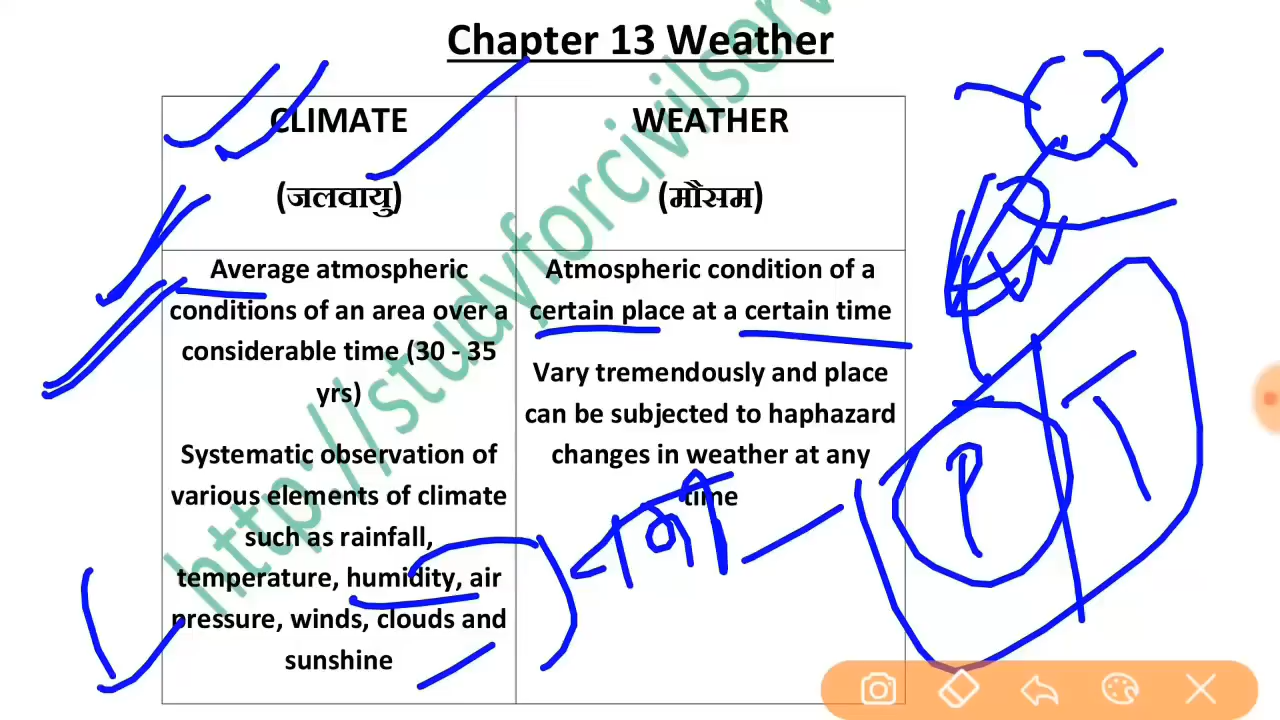 Chapter 13 Weather
CLIMATE
(जलवायु)
WEATHER
(मौसम)
Average atmospheric
conditions of an area over a
considerable time (30 - 35
yrs)
Systematic observation of
various elements of climate
such as rainfall,
temperature, humidity, air
pressure, winds, clouds and
sunshine
Atmospheric condition of a
certain place at a certain time
Vary tremendously and place
can be subjected to haphazard
changes in weather at any
time
http://studyforcivilserv
P
T